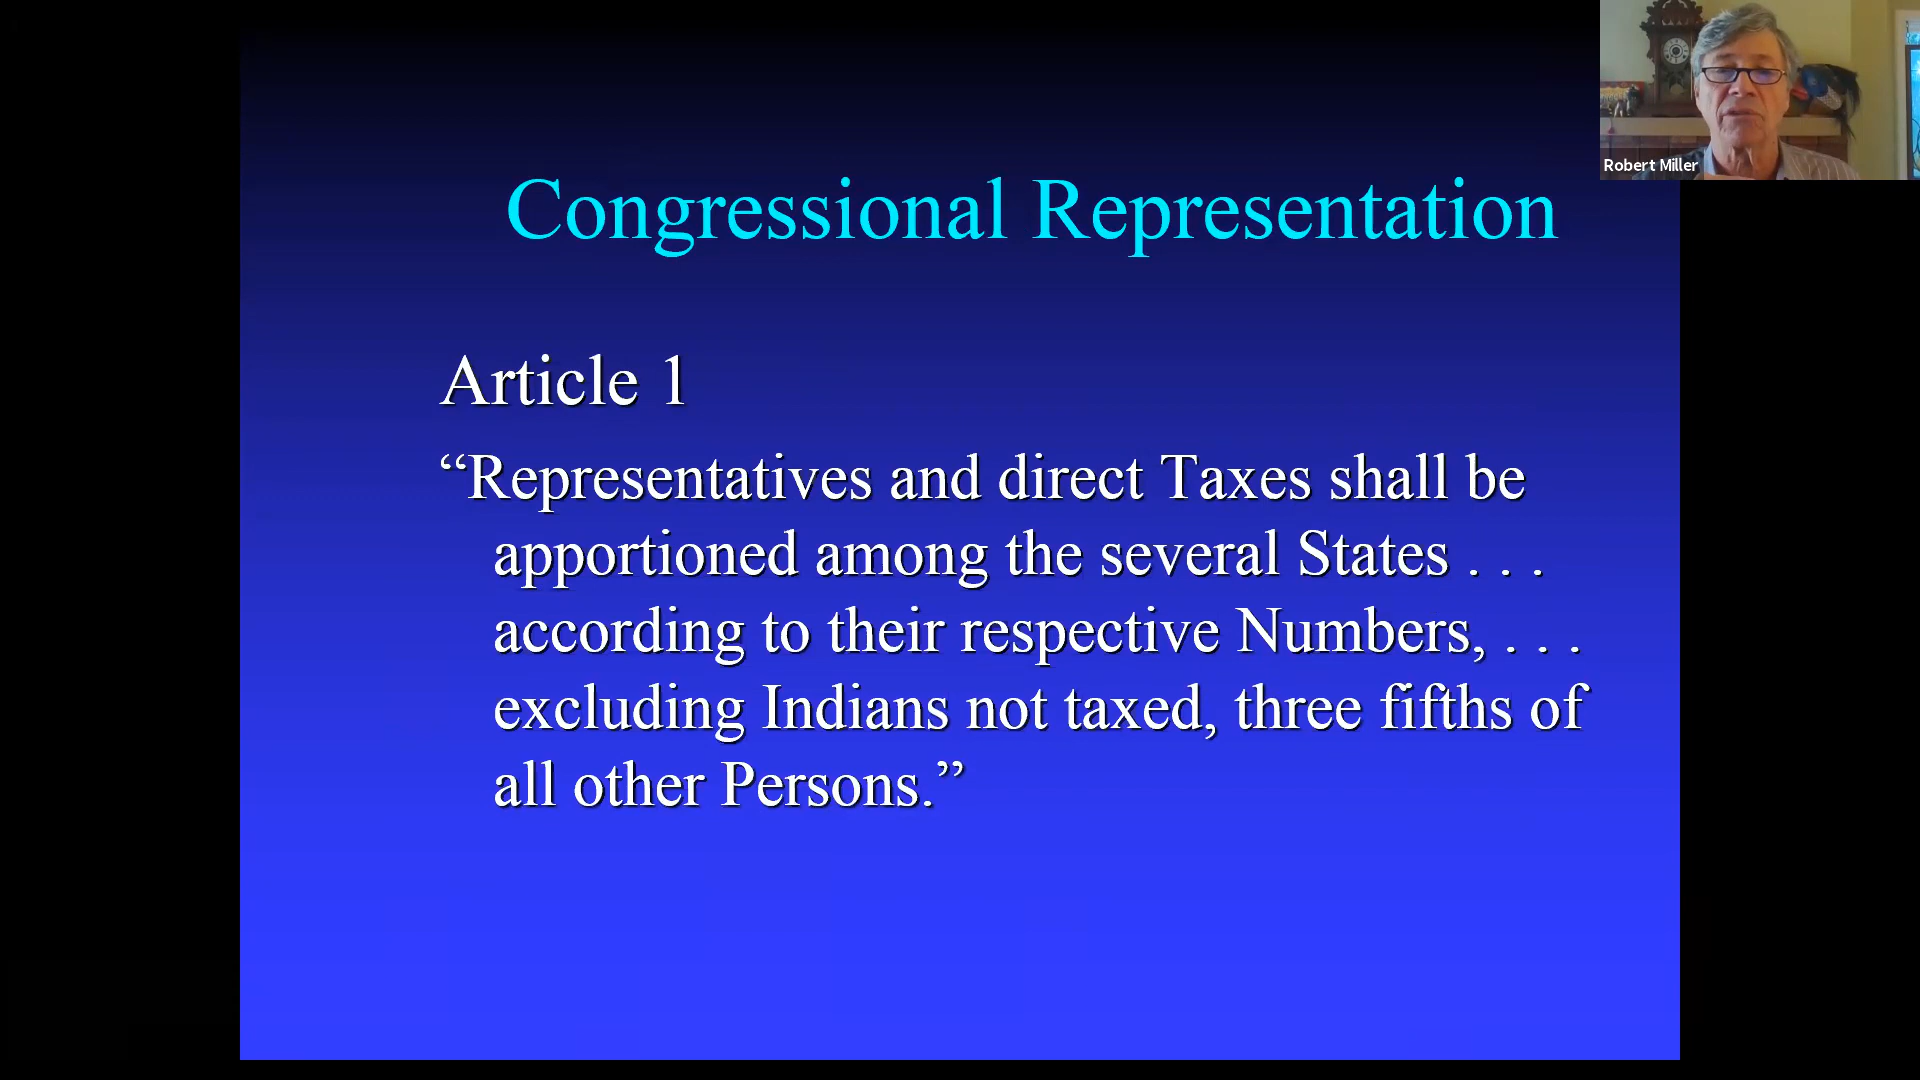 Robert Miller
Congressional Representation
Article 1
“Representatives and direct Taxes shall be
apportioned among the several States . . .
according to their respective Numbers, . . .
excluding Indians not taxed, three fifths of
all other Persons.”